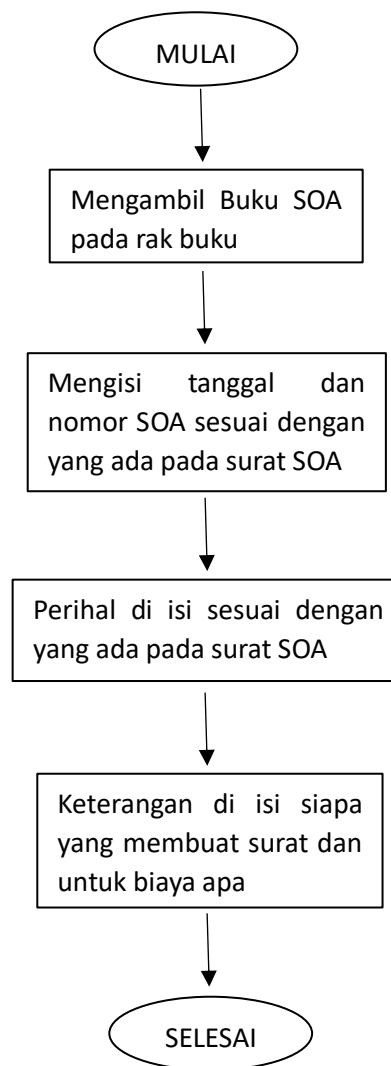 MULAI
Mengambil Buku SOA
pada rak buku
Mengisi tanggal dan
nomor SOA sesuai dengan
yang ada pada surat SOA
Perihal di isi sesuai dengan
yang ada pada surat SOA
Keterangan di isi siapa
yang membuat surat dan
untuk biaya apa
SELESAI